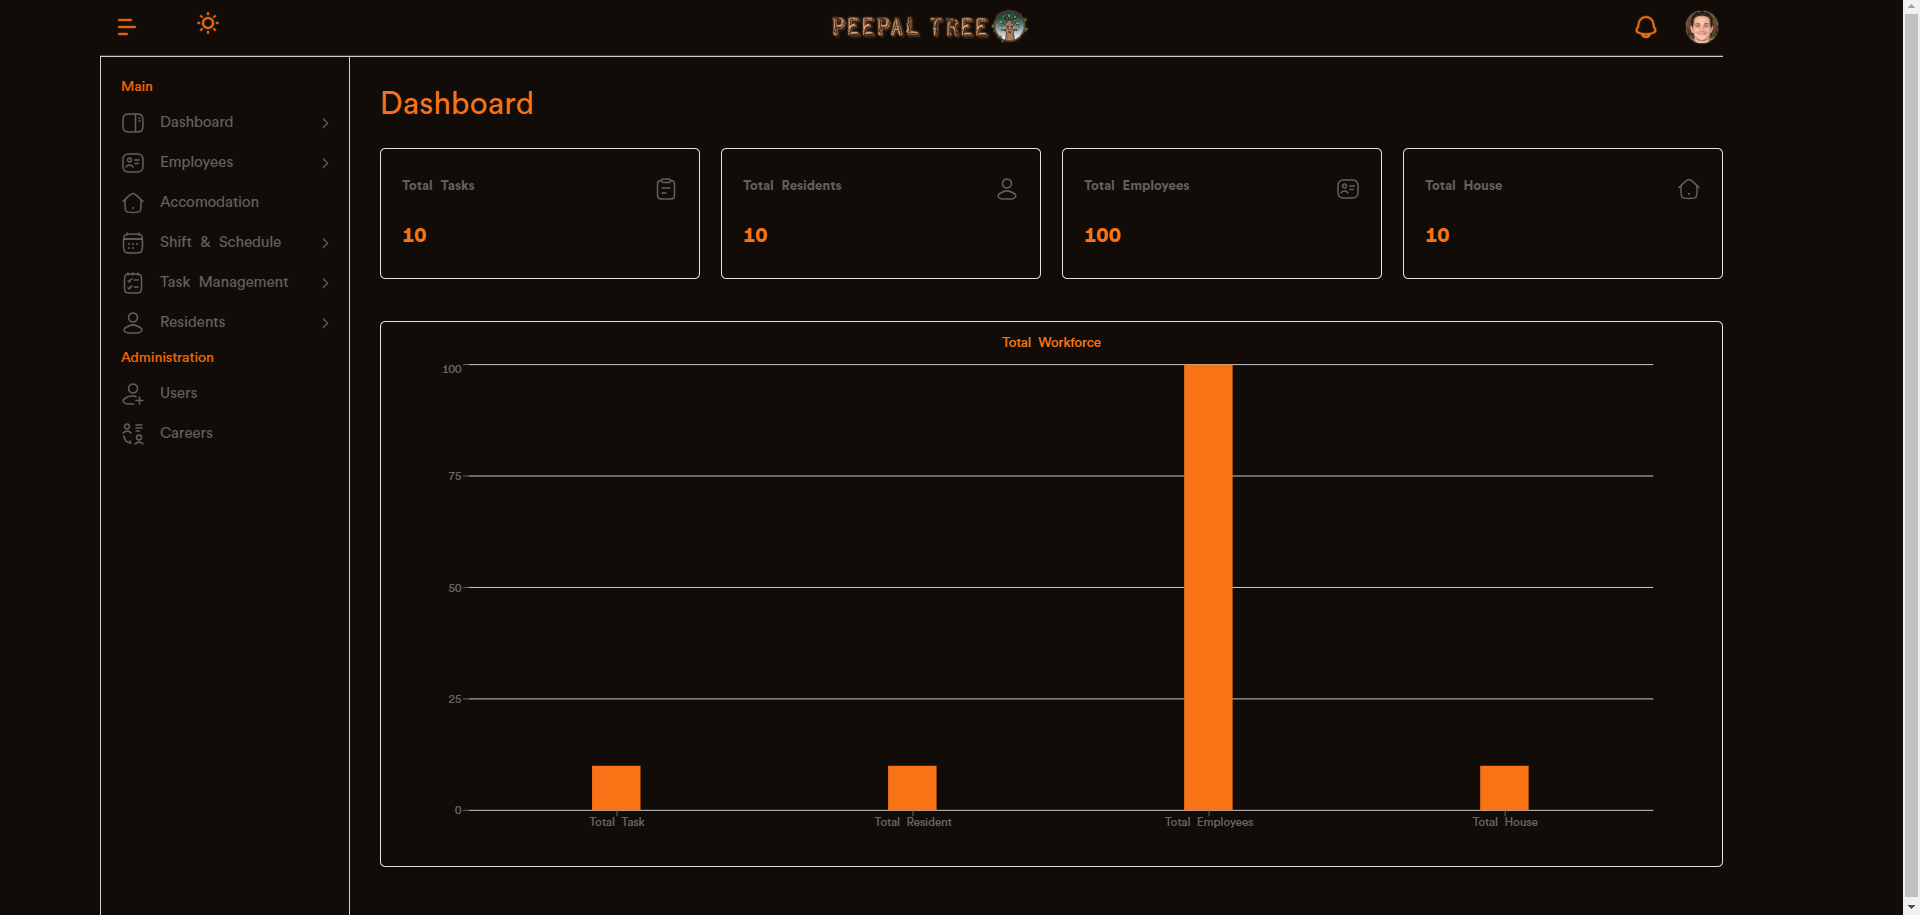 PEEPAL TREE
Main
Dashboard
Employees
Accomodation
Shift & Schedule
Task Management
Residents
Administration
Users
Careers
Dashboard
Total Tasks
10
Total Residents
10
Total Employees
100
Total House
10
Total Workforce
100
75
50
25
0
Total Task
Total Resident
Total Employees
Total House